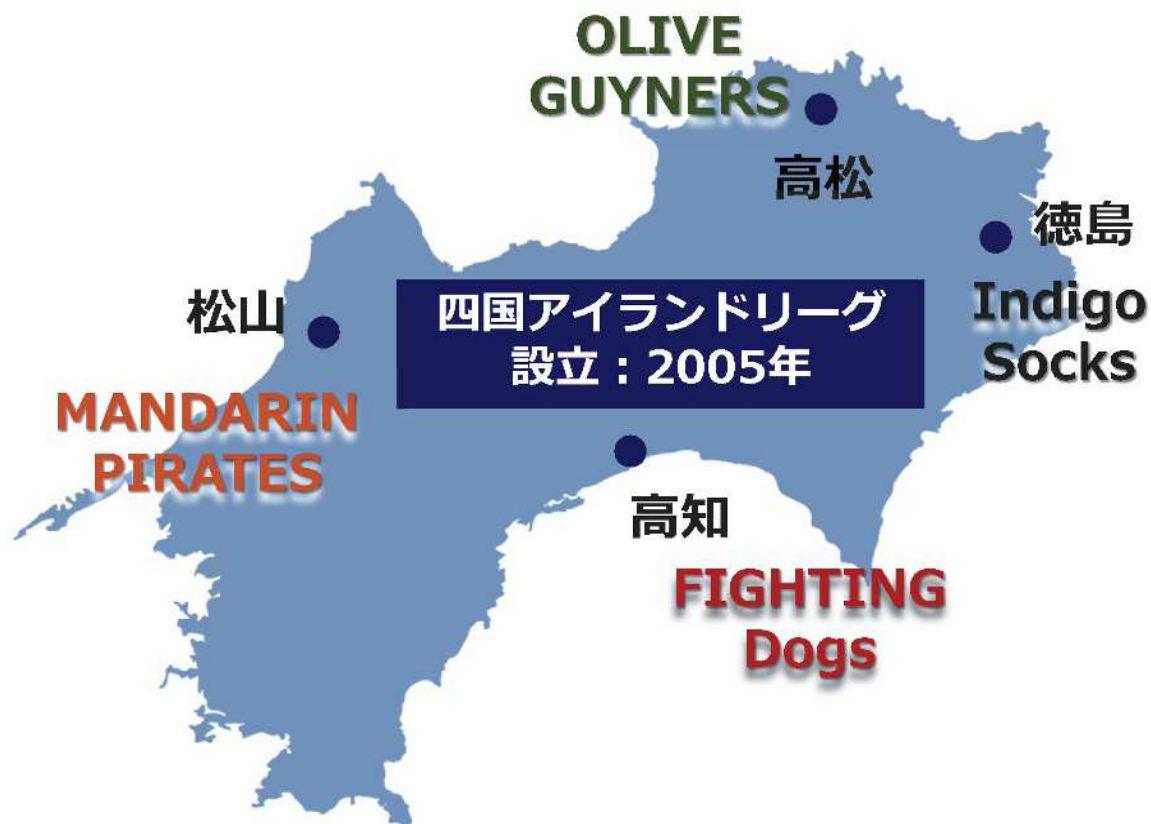 OLIVE
GUYNERS
高松
徳島
Indigo
Socks
松山
四国アイランドリーグ
設立：2005年
MANDARIN
PIRATES
高知
FIGHTING
Dogs